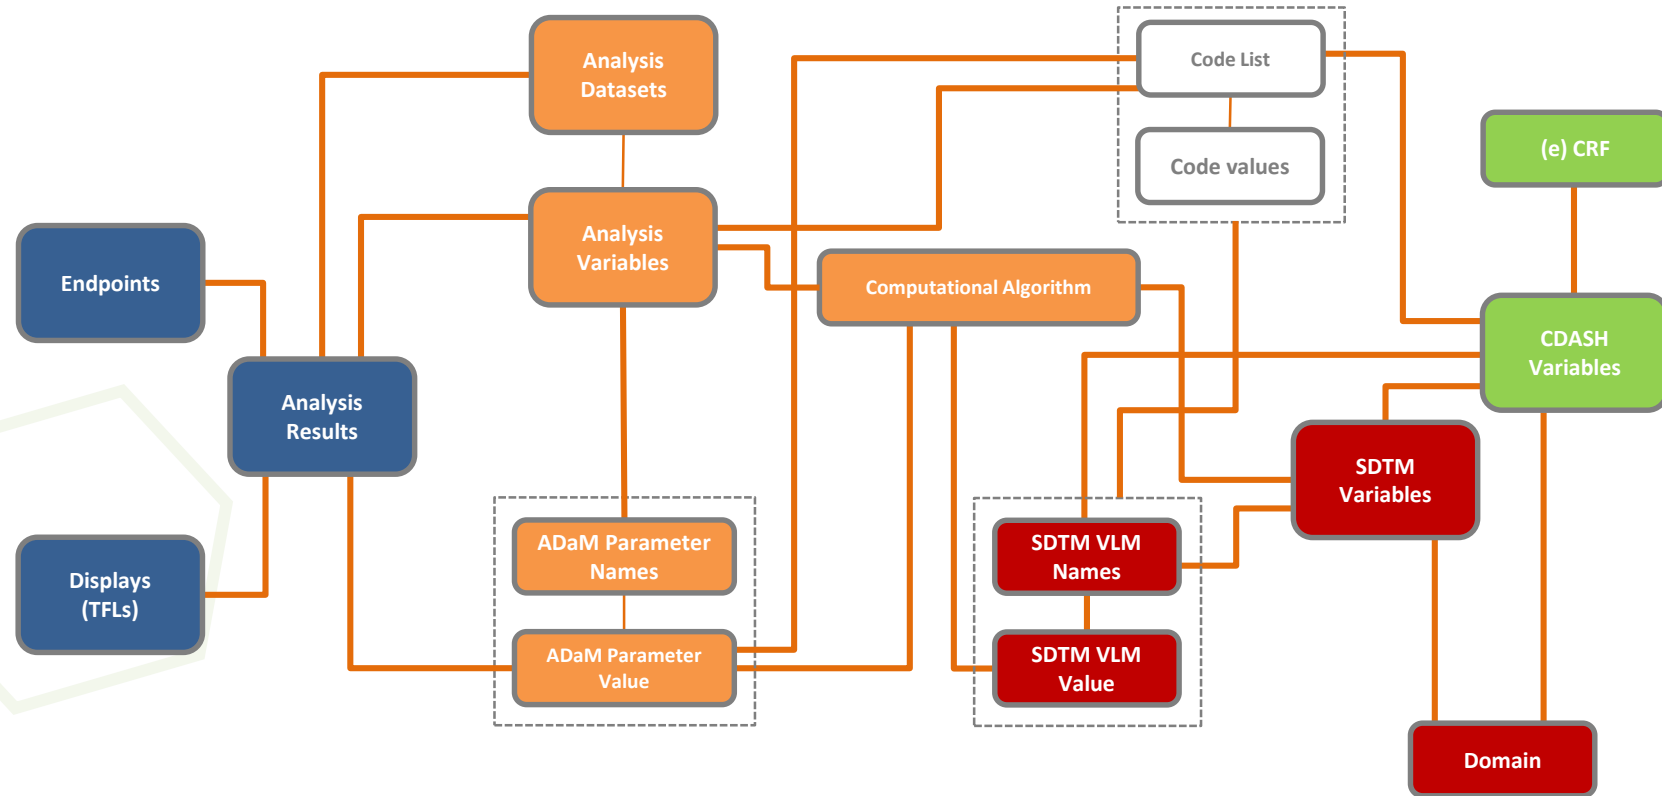 Analysis
Datasets
Code List
Code values
(e) CRF
Analysis
Variables
Endpoints
Computational Algorithm
CDASH
Variables
Analysis
Results
SDTM
Variables
ADaM Parameter
Names
SDTM VLM
Names
Displays
(TFLs)
ADaM Parameter
Value
SDTM VLM
Value
Domain